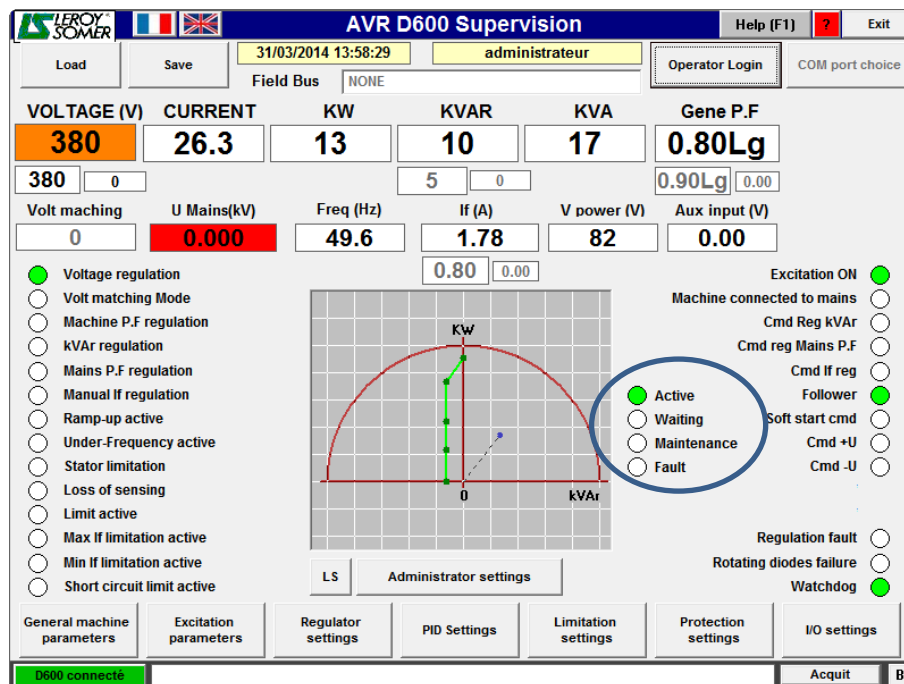 LEROY
SOMER
AVR D600 Supervision
Help (F1)
?
Exit
Load
Save
31/03/2014 13:58:29
administrateur
Operator Login
COM port choice
Field Bus
NONE
VOLTAGE (V)
CURRENT
KW
KVAR
KVA
Gene P.F
380
26.3
13
10
17
0.80Lg
380
0
5
0
0.90Lg
0.00
Volt maching
U Mains(kV)
Freq (Hz)
If (A)
V power (V)
Aux input (V)
0
0.000
49.6
1.78
82
0.00
0.80
0.00
Voltage regulation
Volt matching Mode
Machine P.F regulation
kVAr regulation
Mains P.F regulation
Manual If regulation
Ramp-up active
Under-Frequency active
Stator limitation
Loss of sensing
Limit active
Max If limitation active
Min If limitation active
Short circuit limit active
KW
0
kVAr
Active
Waiting
Maintenance
Fault
Excitation ON
Machine connected to mains
Cmd Reg kVAr
Cmd reg Mains P.F
Cmd If reg
Follower
Soft start cmd
Cmd +U
Cmd -U
Regulation fault
Rotating diodes failure
Watchdog
LS
Administrator settings
General machine
parameters
Excitation
parameters
Regulator
settings
PID Settings
Limitation
settings
Protection
settings
I/O settings
D600 connecté
Acquit
B